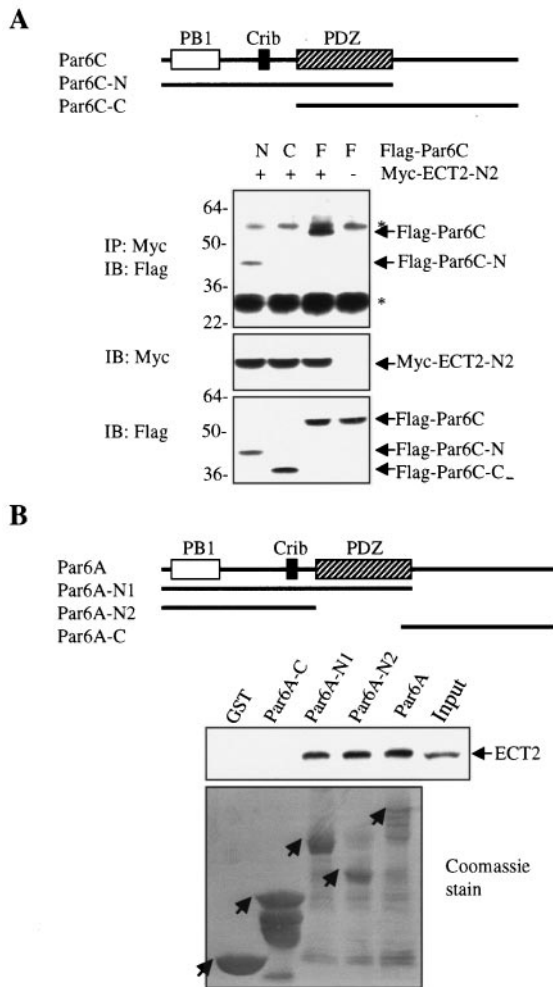 A
PB1 Crib PDZ
Par6C
Par6C-N
Par6C-C
N C F F Flag-Par6C
+ + + - Myc-ECT2-N2
64-
*
Flag-Par6C
50-
IP: Myc
IB: Flag
Flag-Par6C-N
36-
*
22-
IB: Myc
Myc-ECT2-N2
64-
Flag-Par6C
IB: Flag
50-
Flag-Par6C-N
36-
Flag-Par6C-C
B
PB1 Crib PDZ
Par6A
Par6A-N1
Par6A-N2
Par6A-C
GST Par6A-C Par6A-N1 Par6A-N2 Par6A Input
ECT2
Coomassie
stain